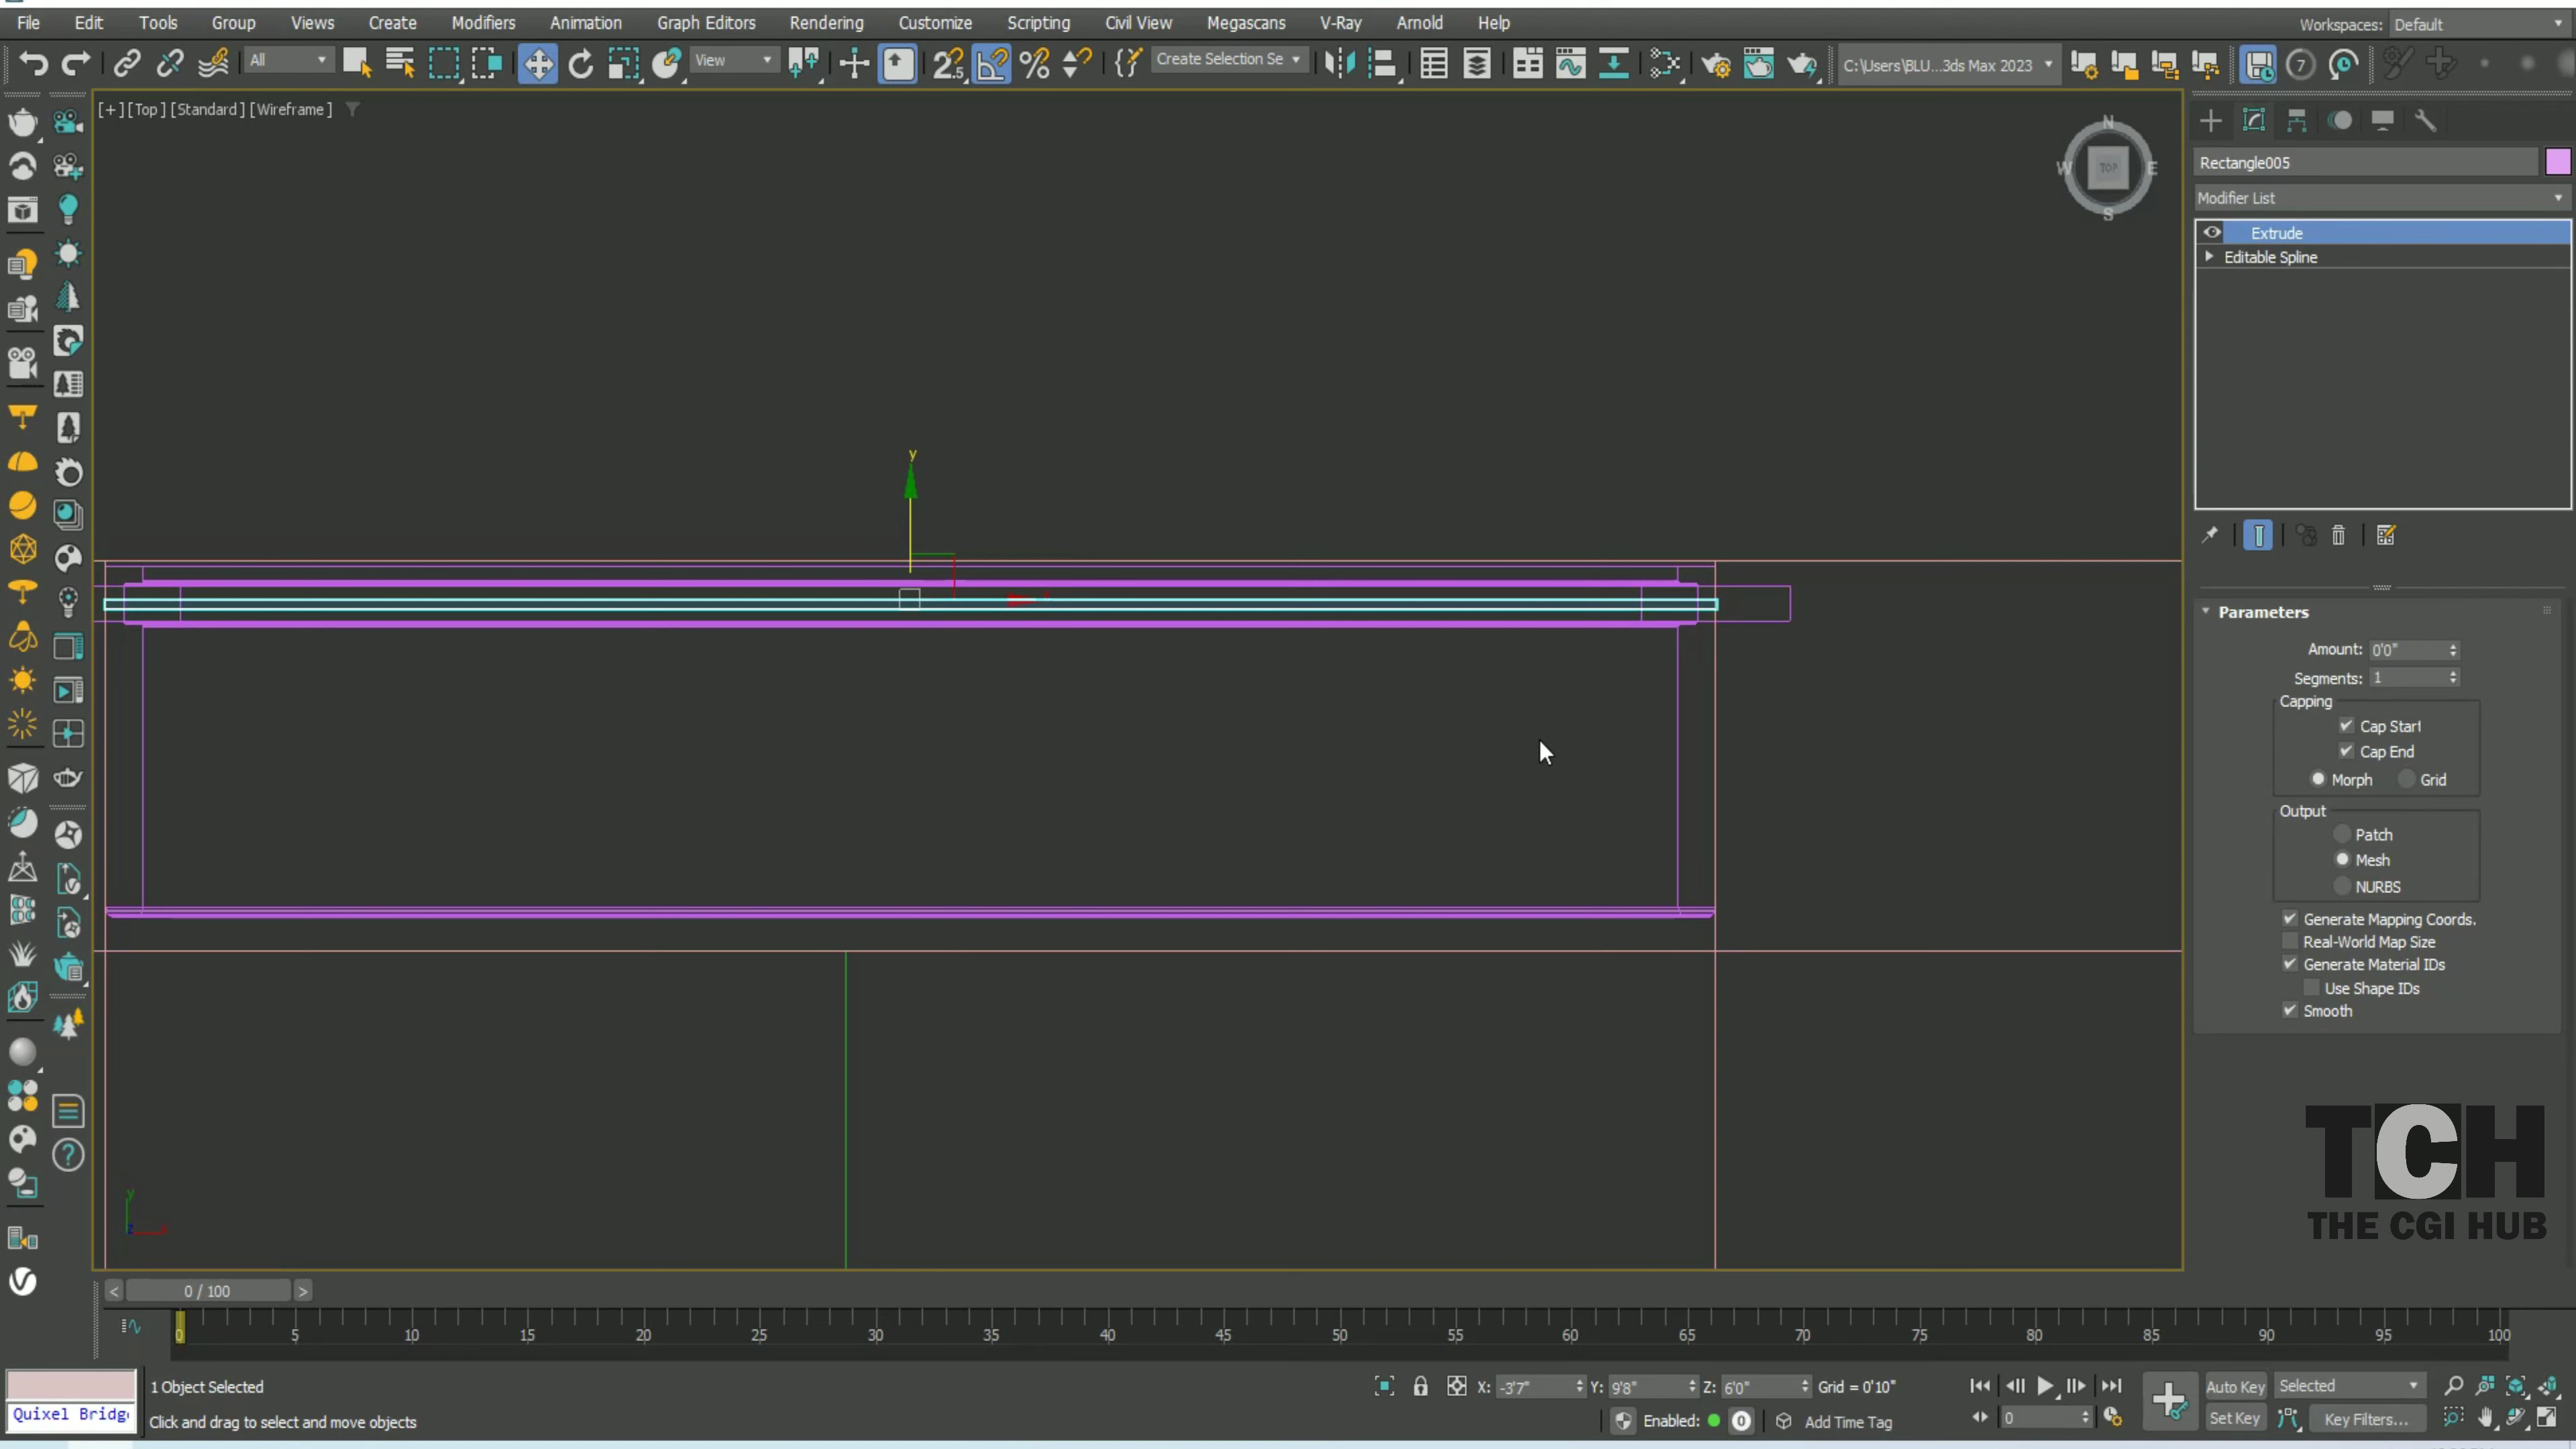 File Edit Tools Group Views Create Modifiers Animation Graph Editors Rendering Customize Scripting Civil View Megascans V-Ray Arnold Help
Workspaces: Default
All
View
Create Selection Se
C:\Users\BLU...3ds Max 2023
7
[+][Top][Standard][Wireframe]
N
W TOP E
S
Rectangle005
Modifier List
Extrude
Editable Spline
y
Parameters
Amount: 0'0"
Segments: 1
Capping
Cap Start
Cap End
Morph Grid
Output
Patch
Mesh
NURBS
Generate Mapping Coords.
Real-World Map Size
Generate Material IDs
Use Shape IDs
Smooth
TCH
THE CGI HUB
y
< 0 / 100 >
0 5 10 15 20 25 30 35 40 45 50 55 60 65 70 75 80 85 90 95 100
1 Object Selected
X: -3'7" Y: 9'8" Z: 6'0" Grid = 0'10"
Auto Key Selected
Quixel Bridg
Click and drag to select and move objects
Enabled: 0 Add Time Tag
0
Set Key Key Filters...